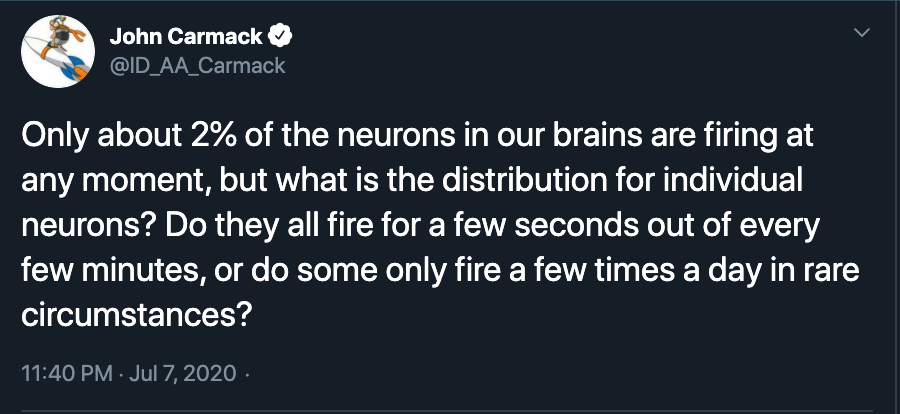 John Carmack
@ID_AA_Carmack
Only about 2% of the neurons in our brains are firing at
any moment, but what is the distribution for individual
neurons? Do they all fire for a few seconds out of every
few minutes, or do some only fire a few times a day in rare
circumstances?
11:40 PM · Jul 7, 2020 ·